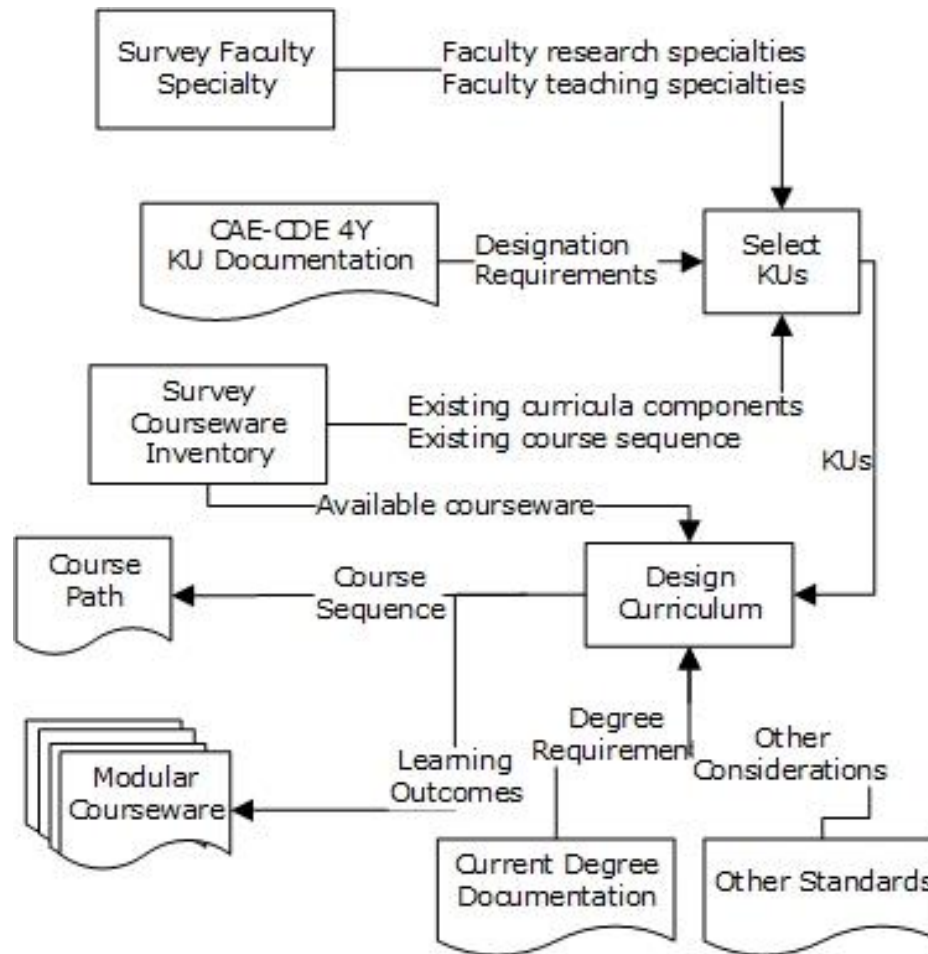 Survey Faculty
Specialty
Faculty research specialties
Faculty teaching specialties
CAE-CDE 4Y
KU Documentation
Designation
Requirements
Select
KUs
Survey
Courseware
Inventory
Existing curricula components
Existing course sequence
KUs
Available courseware
Course
Path
Course
Sequence
Design
Curriculum
Degree
Requirement
Other
Considerations
Modular
Courseware
Learning
Outcomes
Current Degree
Documentation
Other Standards